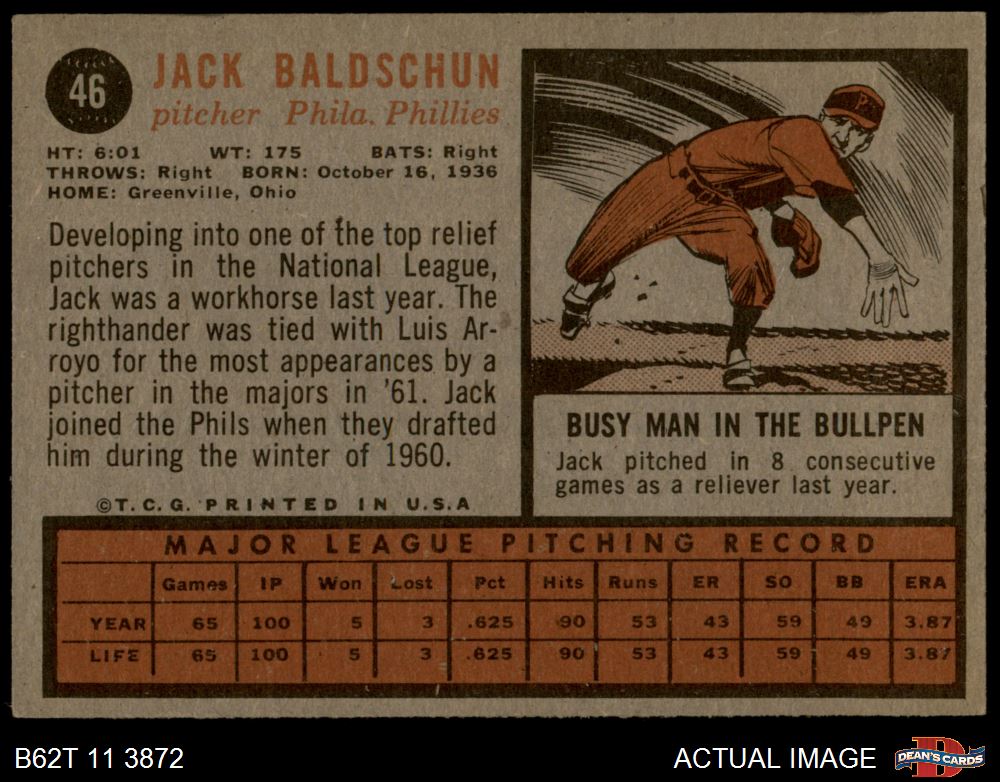 46
JACK BALDSCHUN
pitcher Phila. Phillies
HT: 6:01 WT: 175 BATS: Right
THROWS: Right BORN: October 16, 1936
HOME: Greenville, Ohio
Developing into one of the top relief
pitchers in the National League,
Jack was a workhorse last year. The
righthander was tied with Luis Ar-
royo for the most appearances by a
pitcher in the majors in '61. Jack
joined the Phils when they drafted
him during the winter of 1960.
©T.C.G. PRINTED IN U.S.A
P
BUSY MAN IN THE BULLPEN
Jack pitched in 8 consecutive
games as a reliever last year.
MAJOR LEAGUE PITCHING RECORD
Games IP Won Lost Pct Hits Runs ER SO BB ERA
YEAR 65 100 5 3 .625 90 53 43 59 49 3.87
LIFE 65 100 5 3 .625 90 53 43 59 49 3.87
B62T 11 3872
ACTUAL IMAGE
D
DEAN'S CARDS